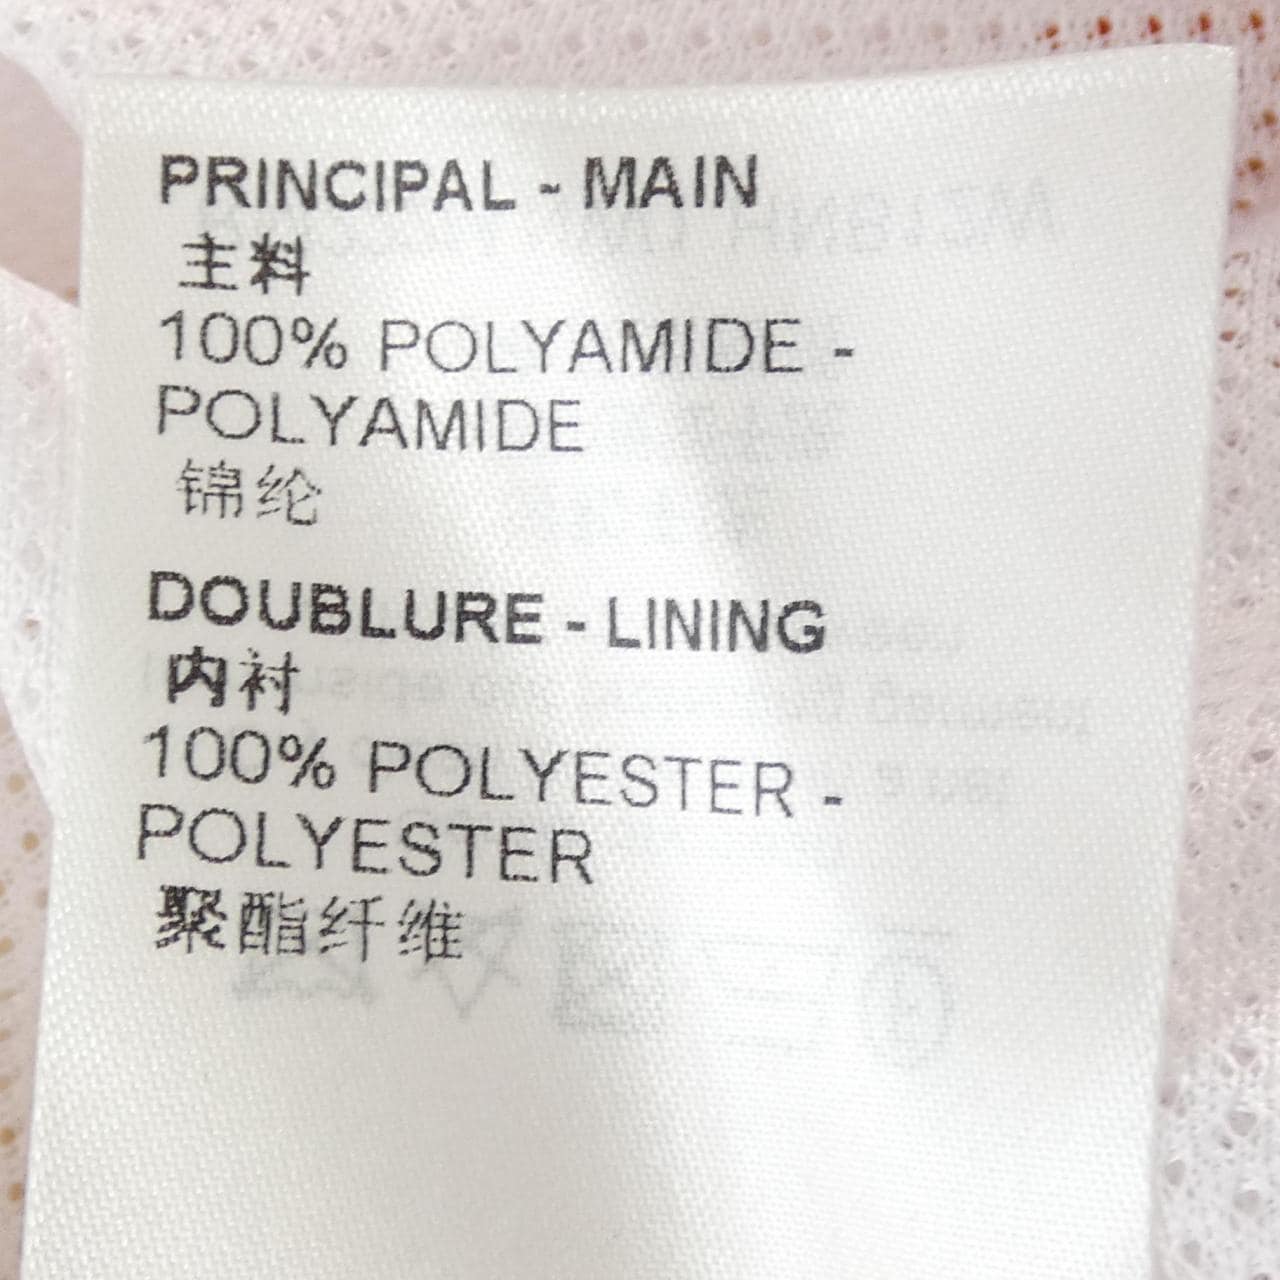 PRINCIPAL - MAIN
主料
100% POLYAMIDE -
POLYAMIDE
锦纶
DOUBLURE - LINING
内衬
100% POLYESTER -
POLYESTER
聚酯纤维